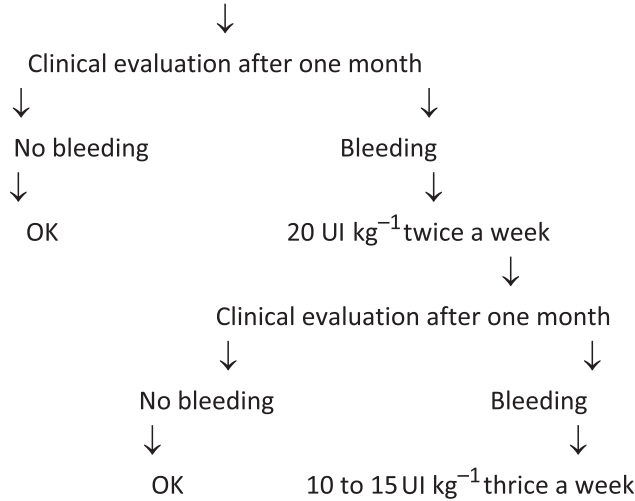 Clinical evaluation after one month
No bleeding Bleeding
OK 20 UI kg⁻¹ twice a week
Clinical evaluation after one month
No bleeding Bleeding
OK 10 to 15 UI kg⁻¹ thrice a week